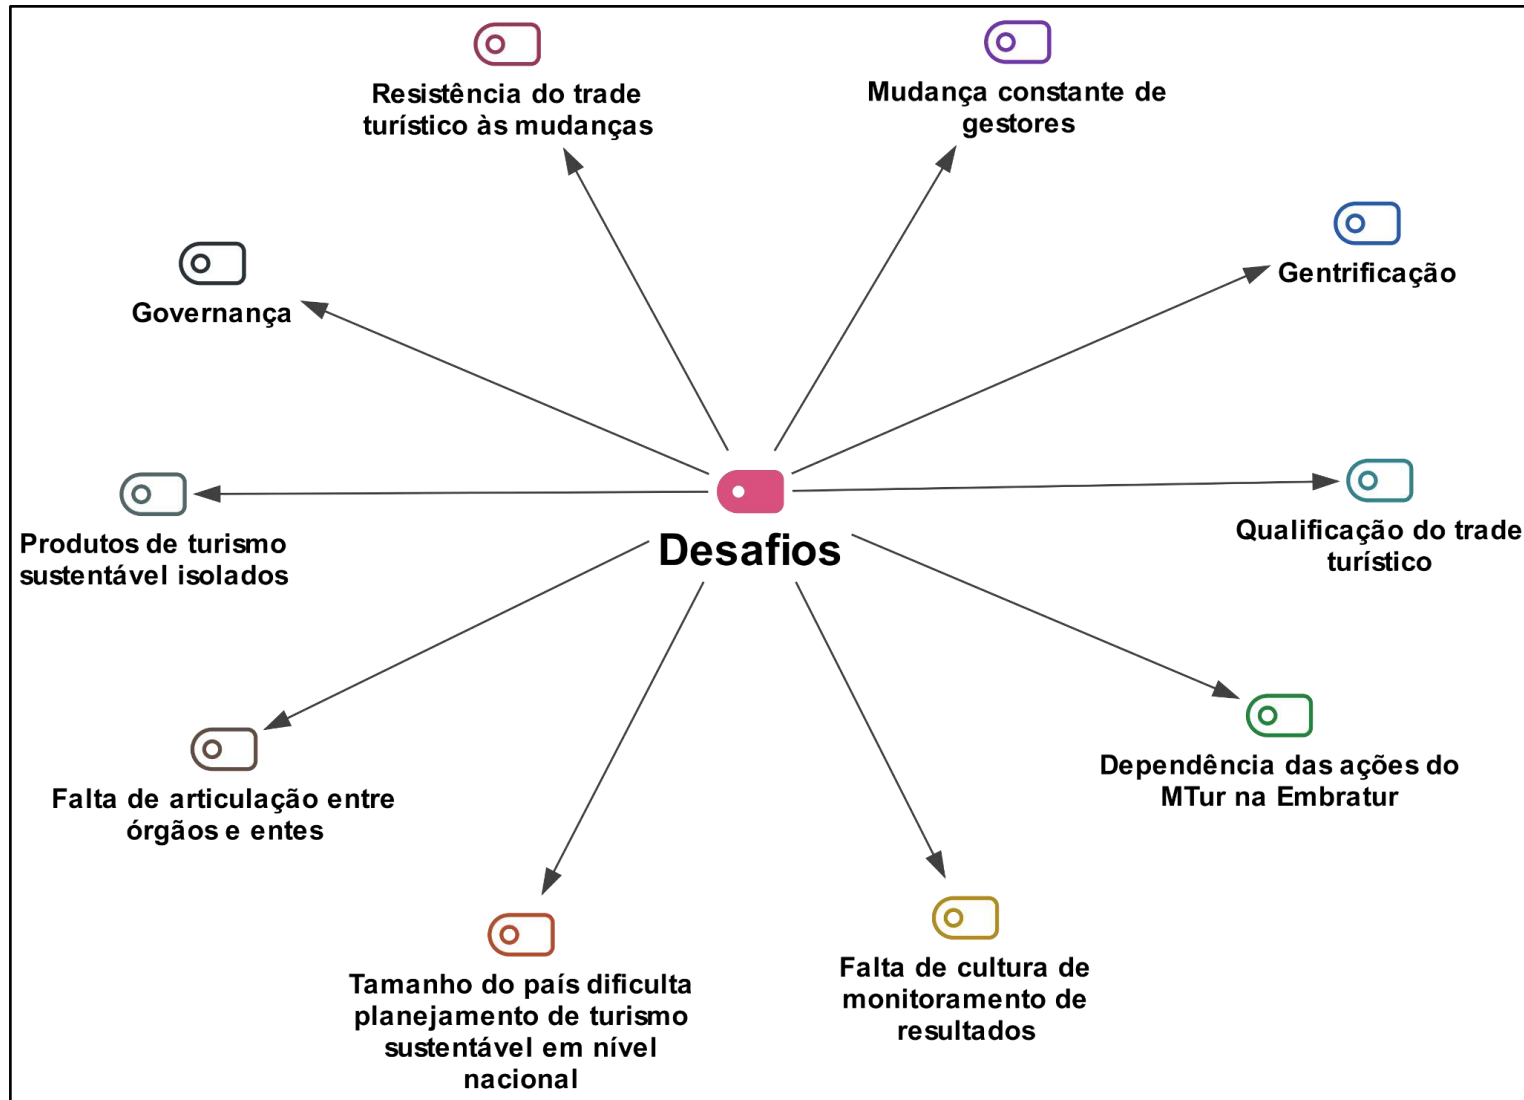 Resistência do trade
turístico às mudanças
Mudança constante de
gestores
Governança
Gentrificação
Produtos de turismo
sustentável isolados
Desafios
Qualificação do trade
turístico
Falta de articulação entre
órgãos e entes
Dependência das ações do
MTur na Embratur
Tamanho do país dificulta
planejamento de turismo
sustentável em nível
nacional
Falta de cultura de
monitoramento de
resultados